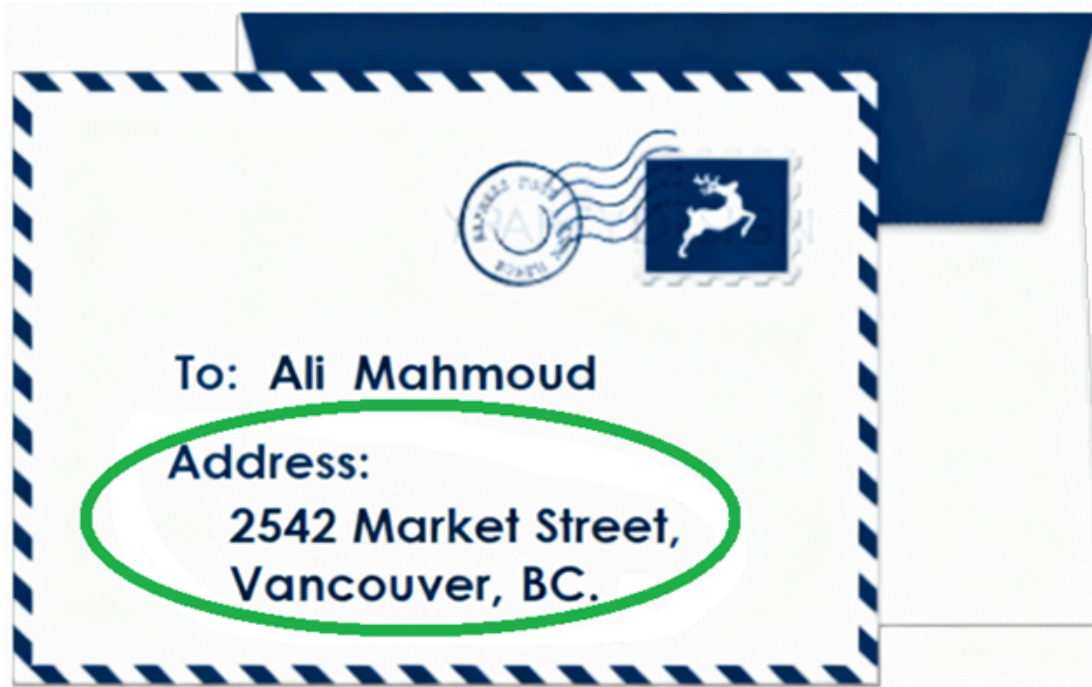 To: Ali Mahmoud
Address:
2542 Market Street,
Vancouver, BC.